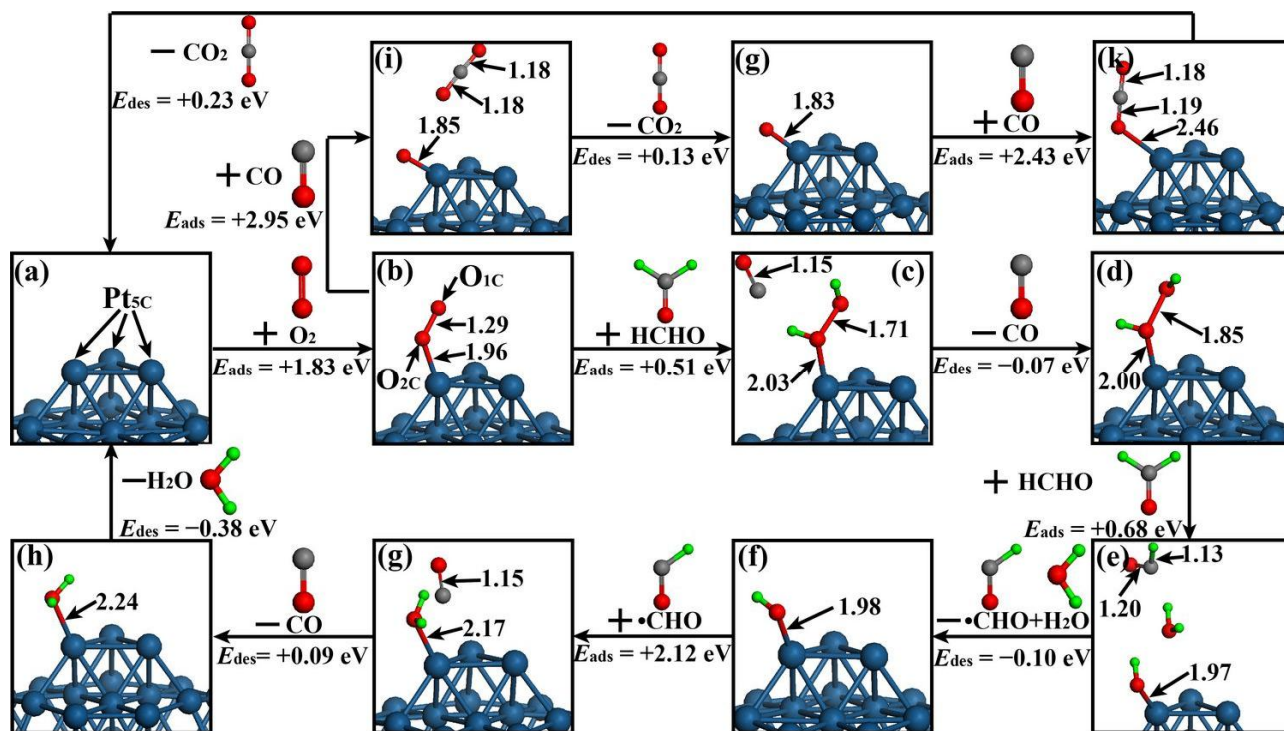 − CO2
Edes = +0.23 eV
+ CO
Eads = +2.95 eV
(i)
1.18
1.18
1.85
− CO2
Edes = +0.13 eV
(g)
1.83
+ CO
Eads = +2.43 eV
(k)
1.18
1.19
2.46
(a)
Pt5C
+ O2
Eads = +1.83 eV
(b)
O1C
1.29
1.96
O2C
+ HCHO
Eads = +0.51 eV
1.15
(c)
1.71
2.03
− CO
Edes = −0.07 eV
(d)
1.85
2.00
−H2O
Edes = −0.38 eV
+ HCHO
Eads = +0.68 eV
(h)
2.24
− CO
Edes= +0.09 eV
(g)
1.15
2.17
+ •CHO
Eads = +2.12 eV
(f)
1.98
− •CHO+H2O
Edes = −0.10 eV
(e)
1.13
1.20
1.97